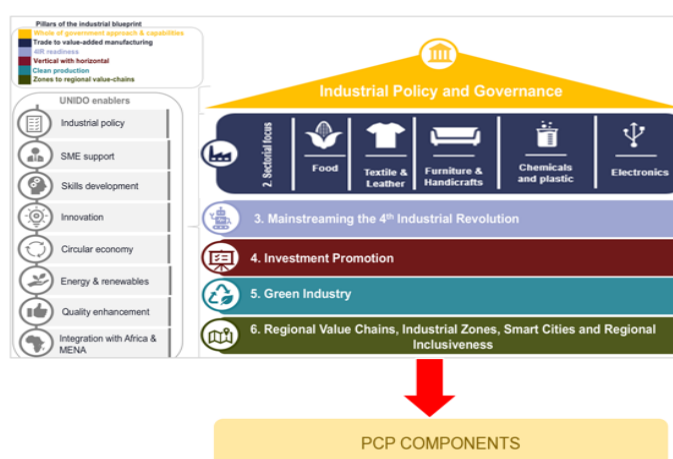 Pillars of the industrial blueprint
Whole of government approach & capabilities
Trade to value-added manufacturing
4IR readiness
Vertical with horizontal
Clean production
Zones to regional value-chains
UNIDO enablers
Industrial policy
SME support
Skills development
Innovation
Circular economy
Energy & renewables
Quality enhancement
Integration with Africa &
MENA
Industrial Policy and Governance
2. Sectorial focus
Food
Textile &
Leather
Furniture &
Handicrafts
Chemicals
and plastic
Electronics
3. Mainstreaming the 4th Industrial Revolution
4. Investment Promotion
5. Green Industry
6. Regional Value Chains, Industrial Zones, Smart Cities and Regional
Inclusiveness
PCP COMPONENTS